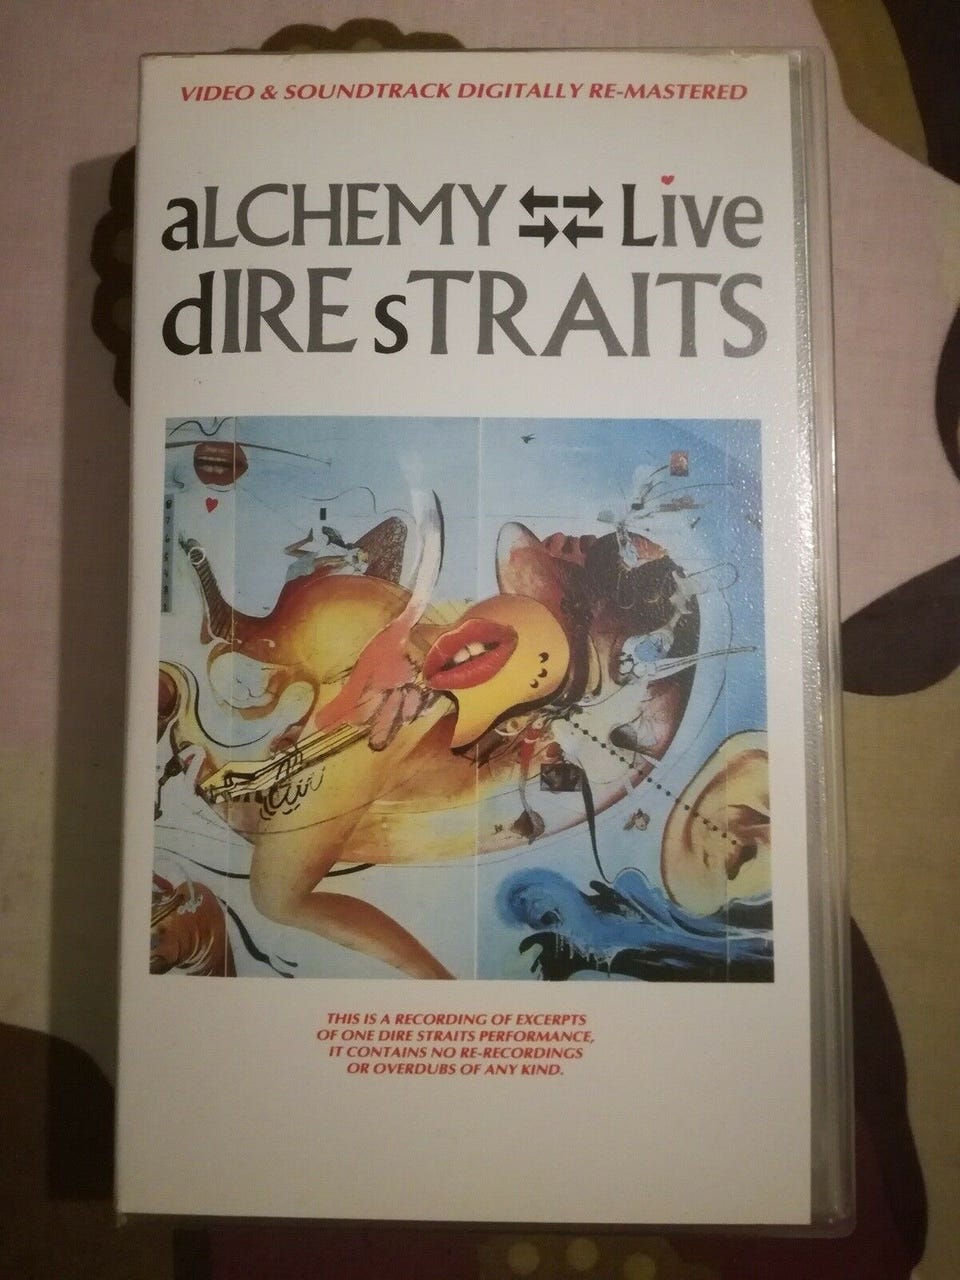 VIDEO & SOUNDTRACK DIGITALLY RE-MASTERED
aLCHEMY Live
dIRE sTRAITS
THIS IS A RECORDING OF EXCERPTS
OF ONE DIRE STRAITS PERFORMANCE,
IT CONTAINS NO RE-RECORDINGS
OR OVERDUBS OF ANY KIND.